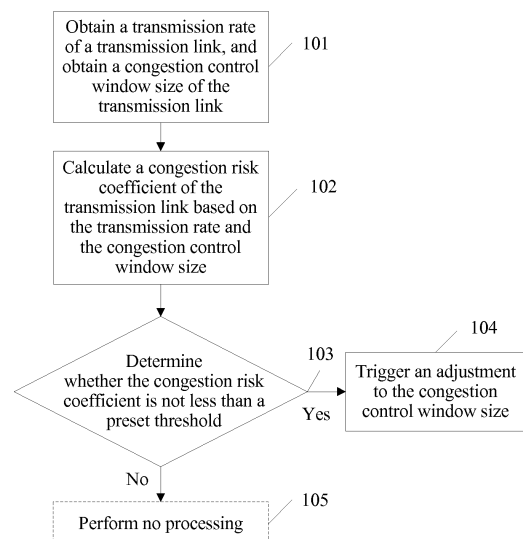 Obtain a transmission rate
of a transmission link, and
obtain a congestion control
window size of the
transmission link
101
Calculate a congestion risk
coefficient of the
transmission link based on
the transmission rate and
the congestion control
window size
102
Determine
whether the congestion risk
coefficient is not less than a
preset threshold
103
Yes
104
Trigger an adjustment
to the congestion
control window size
No
105
Perform no processing